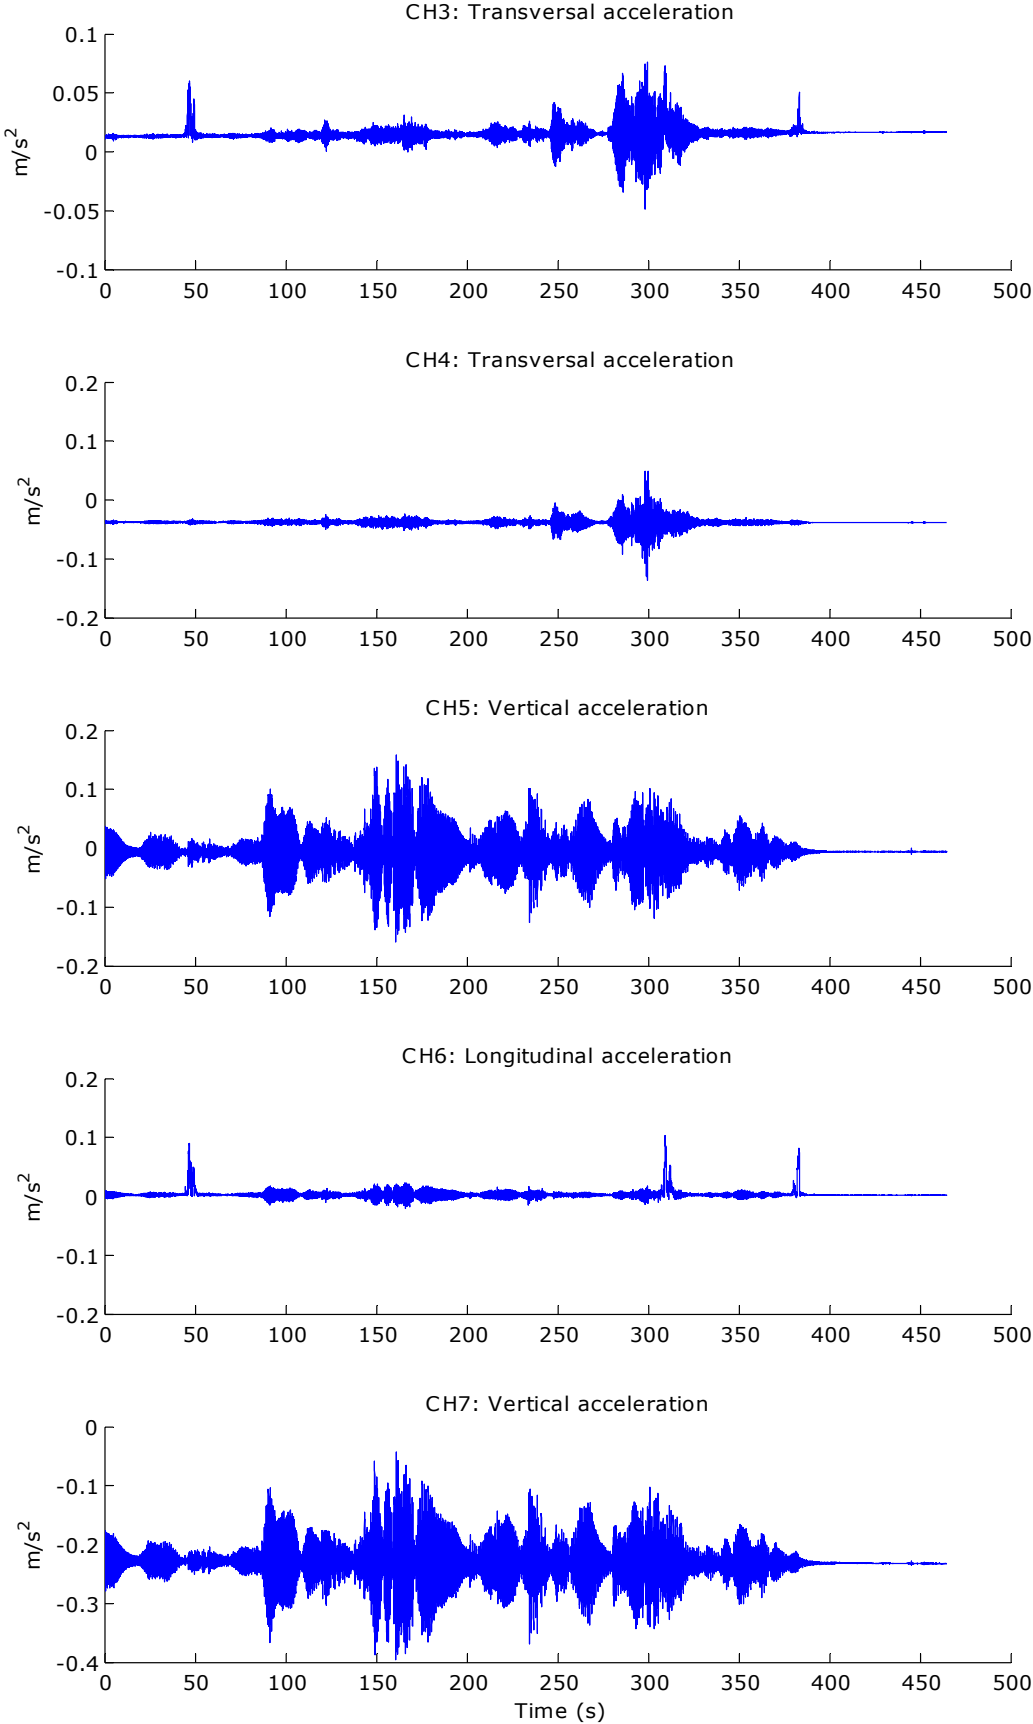 CH3: Transversal acceleration
0.1
0.05
0
-0.05
-0.1
m/s²
0 50 100 150 200 250 300 350 400 450 500
CH4: Transversal acceleration
0.2
0.1
0
-0.1
-0.2
m/s²
0 50 100 150 200 250 300 350 400 450 500
CH5: Vertical acceleration
0.2
0.1
0
-0.1
-0.2
m/s²
0 50 100 150 200 250 300 350 400 450 500
CH6: Longitudinal acceleration
0.2
0.1
0
-0.1
-0.2
m/s²
0 50 100 150 200 250 300 350 400 450 500
CH7: Vertical acceleration
0
-0.1
-0.2
-0.3
-0.4
m/s²
0 50 100 150 200 250 300 350 400 450 500
Time (s)